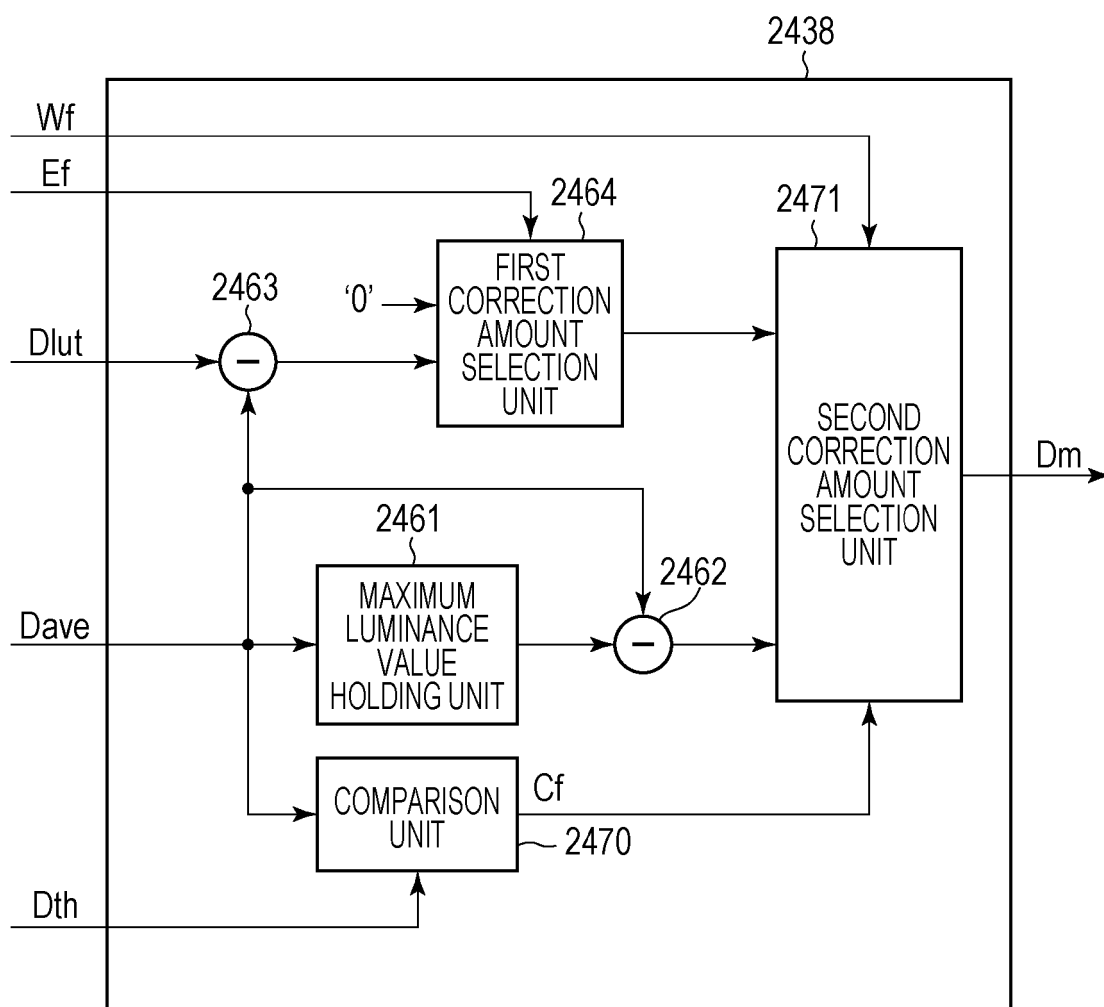 2438
Wf
Ef
2464
2471
2463
FIRST
CORRECTION
AMOUNT
SELECTION
UNIT
'0'
Dlut
−
SECOND
CORRECTION
AMOUNT
SELECTION
UNIT
Dm
2461
2462
MAXIMUM
LUMINANCE
VALUE
HOLDING UNIT
Dave
−
COMPARISON
UNIT
Cf
2470
Dth